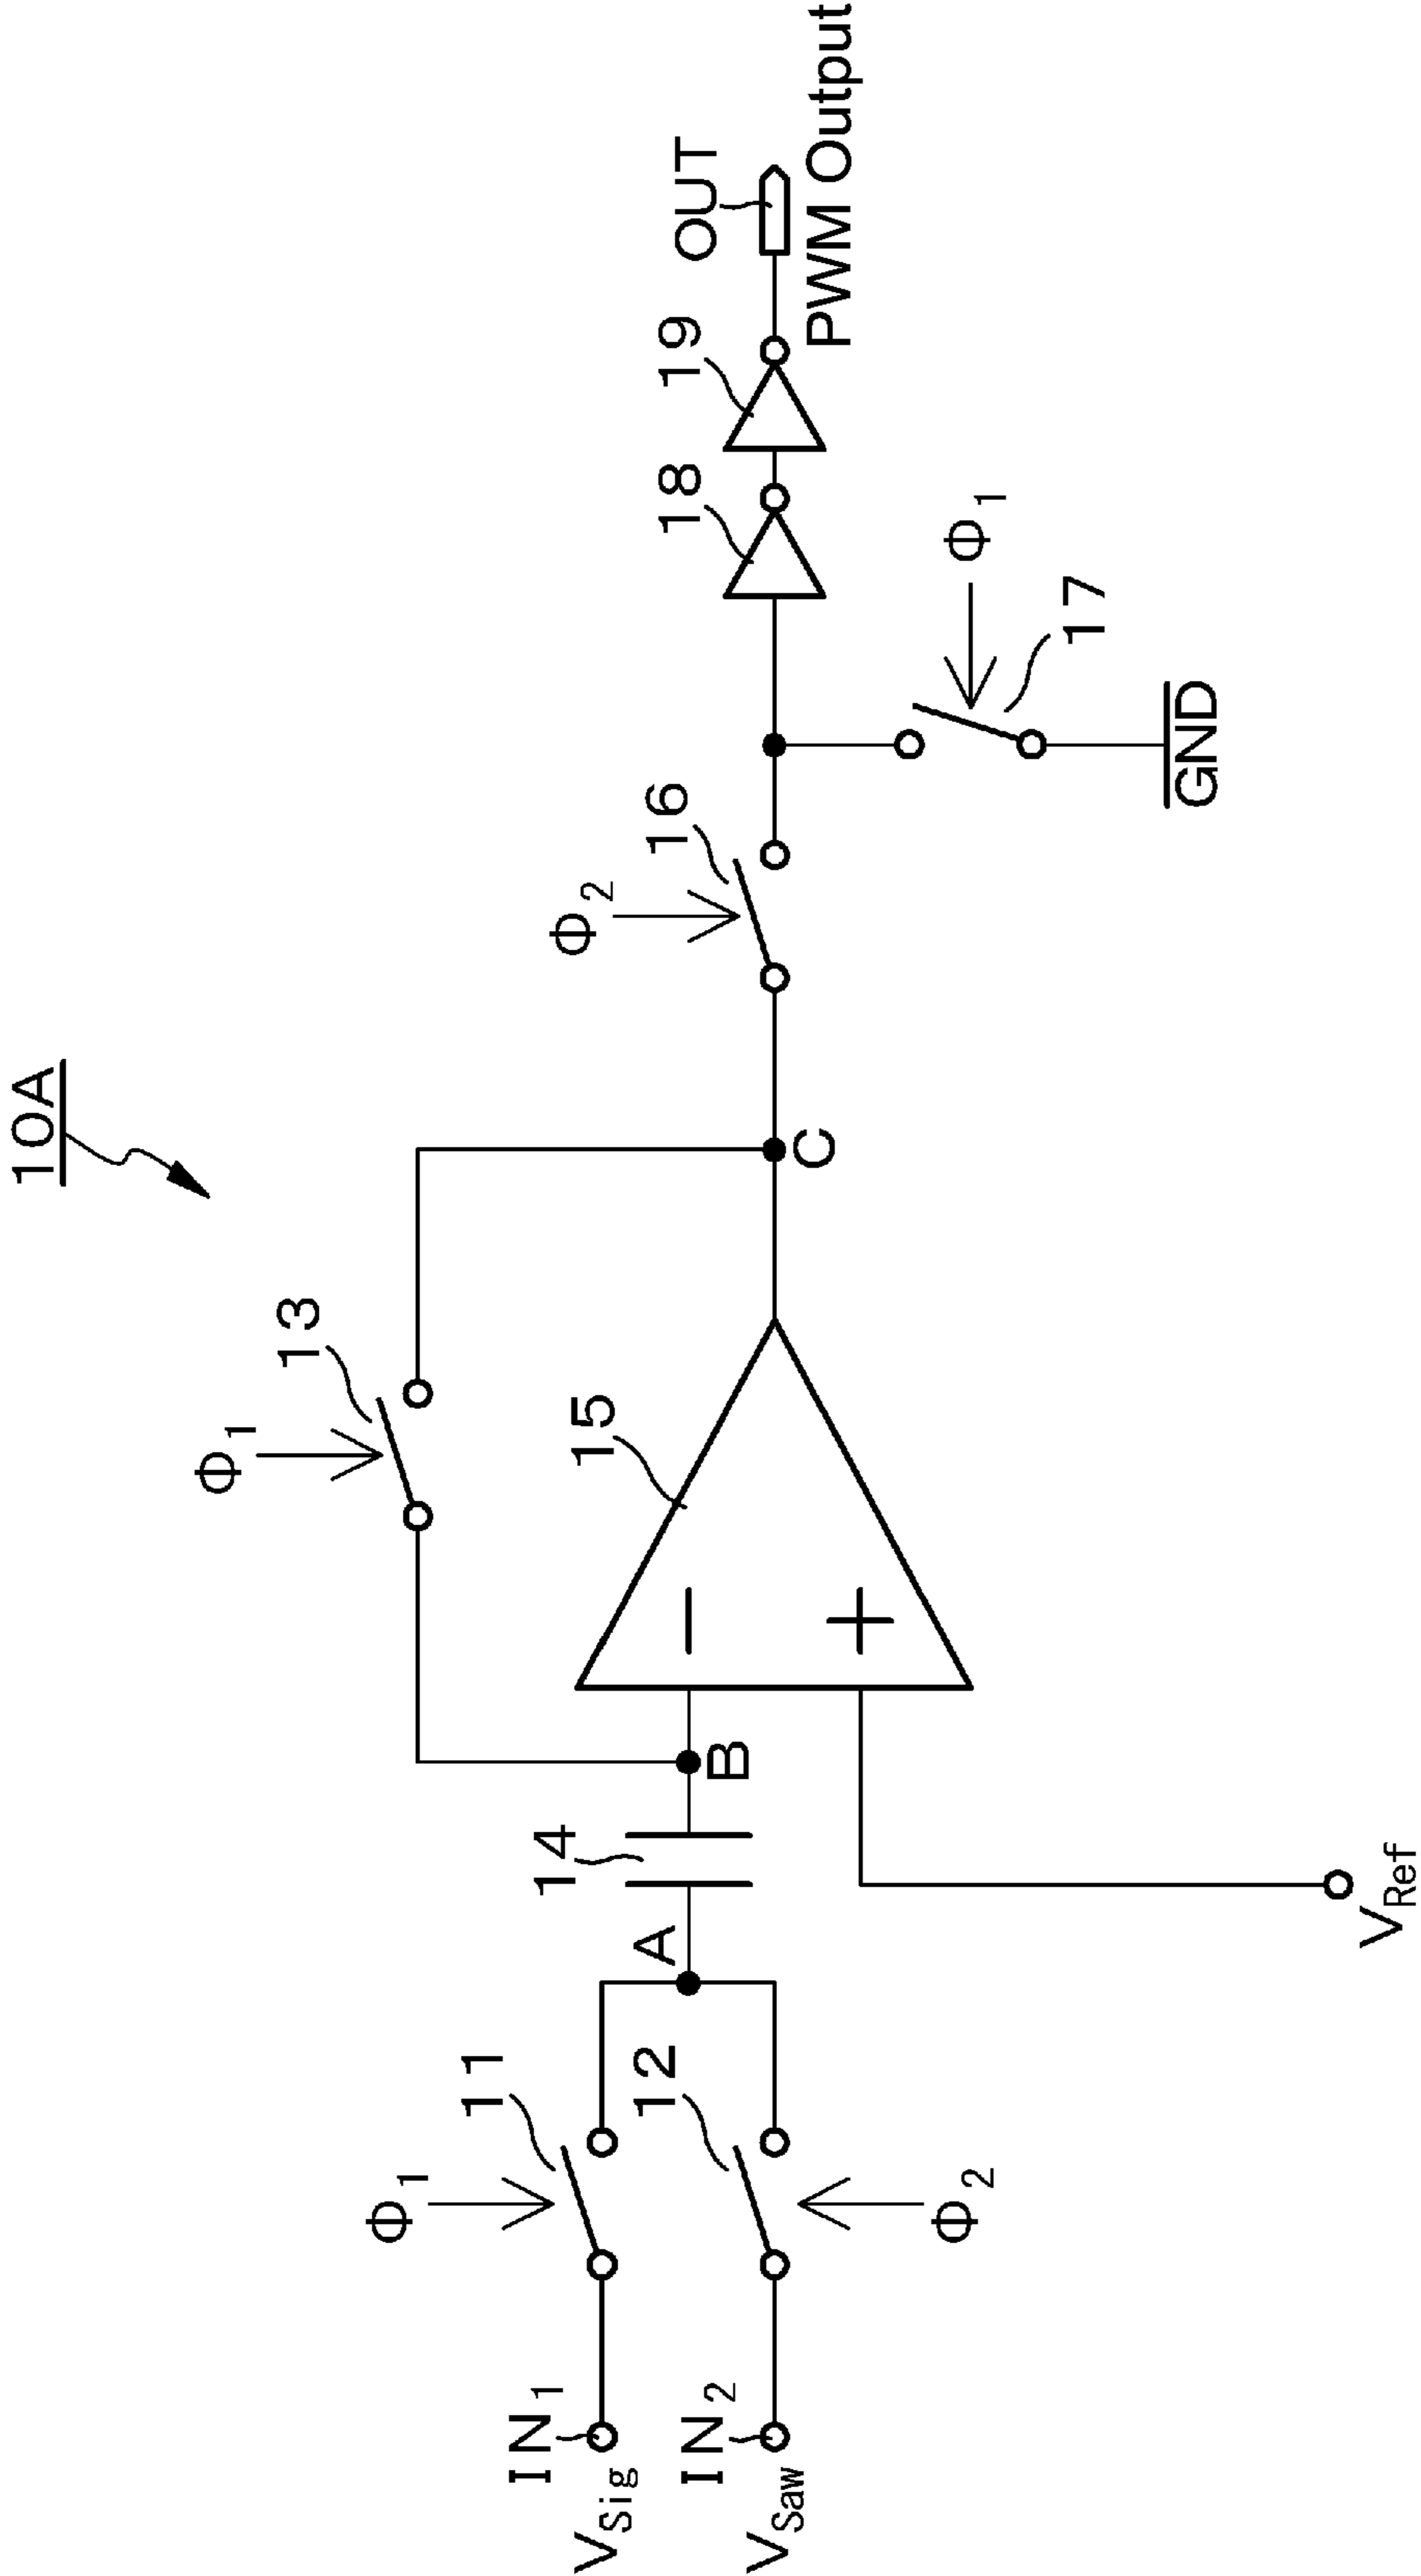 10A
Φ1
13
Φ1
11
IN1
VSig
Φ2
12
IN2
VSaw
A
14
B
15
−
+
VRef
C
Φ2
16
Φ1
17
GND
18
19
OUT
PWM Output